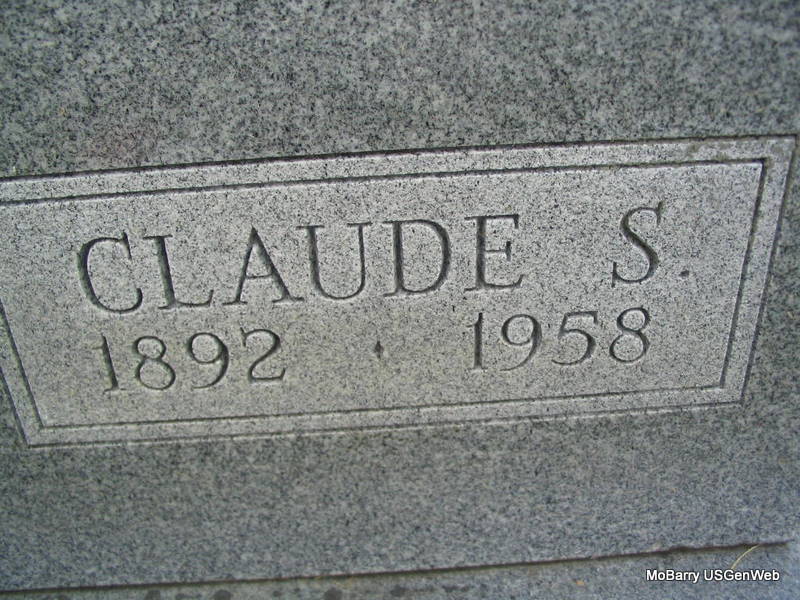 CLAUDE S.
1892 · 1958
MoBarry USGenWeb